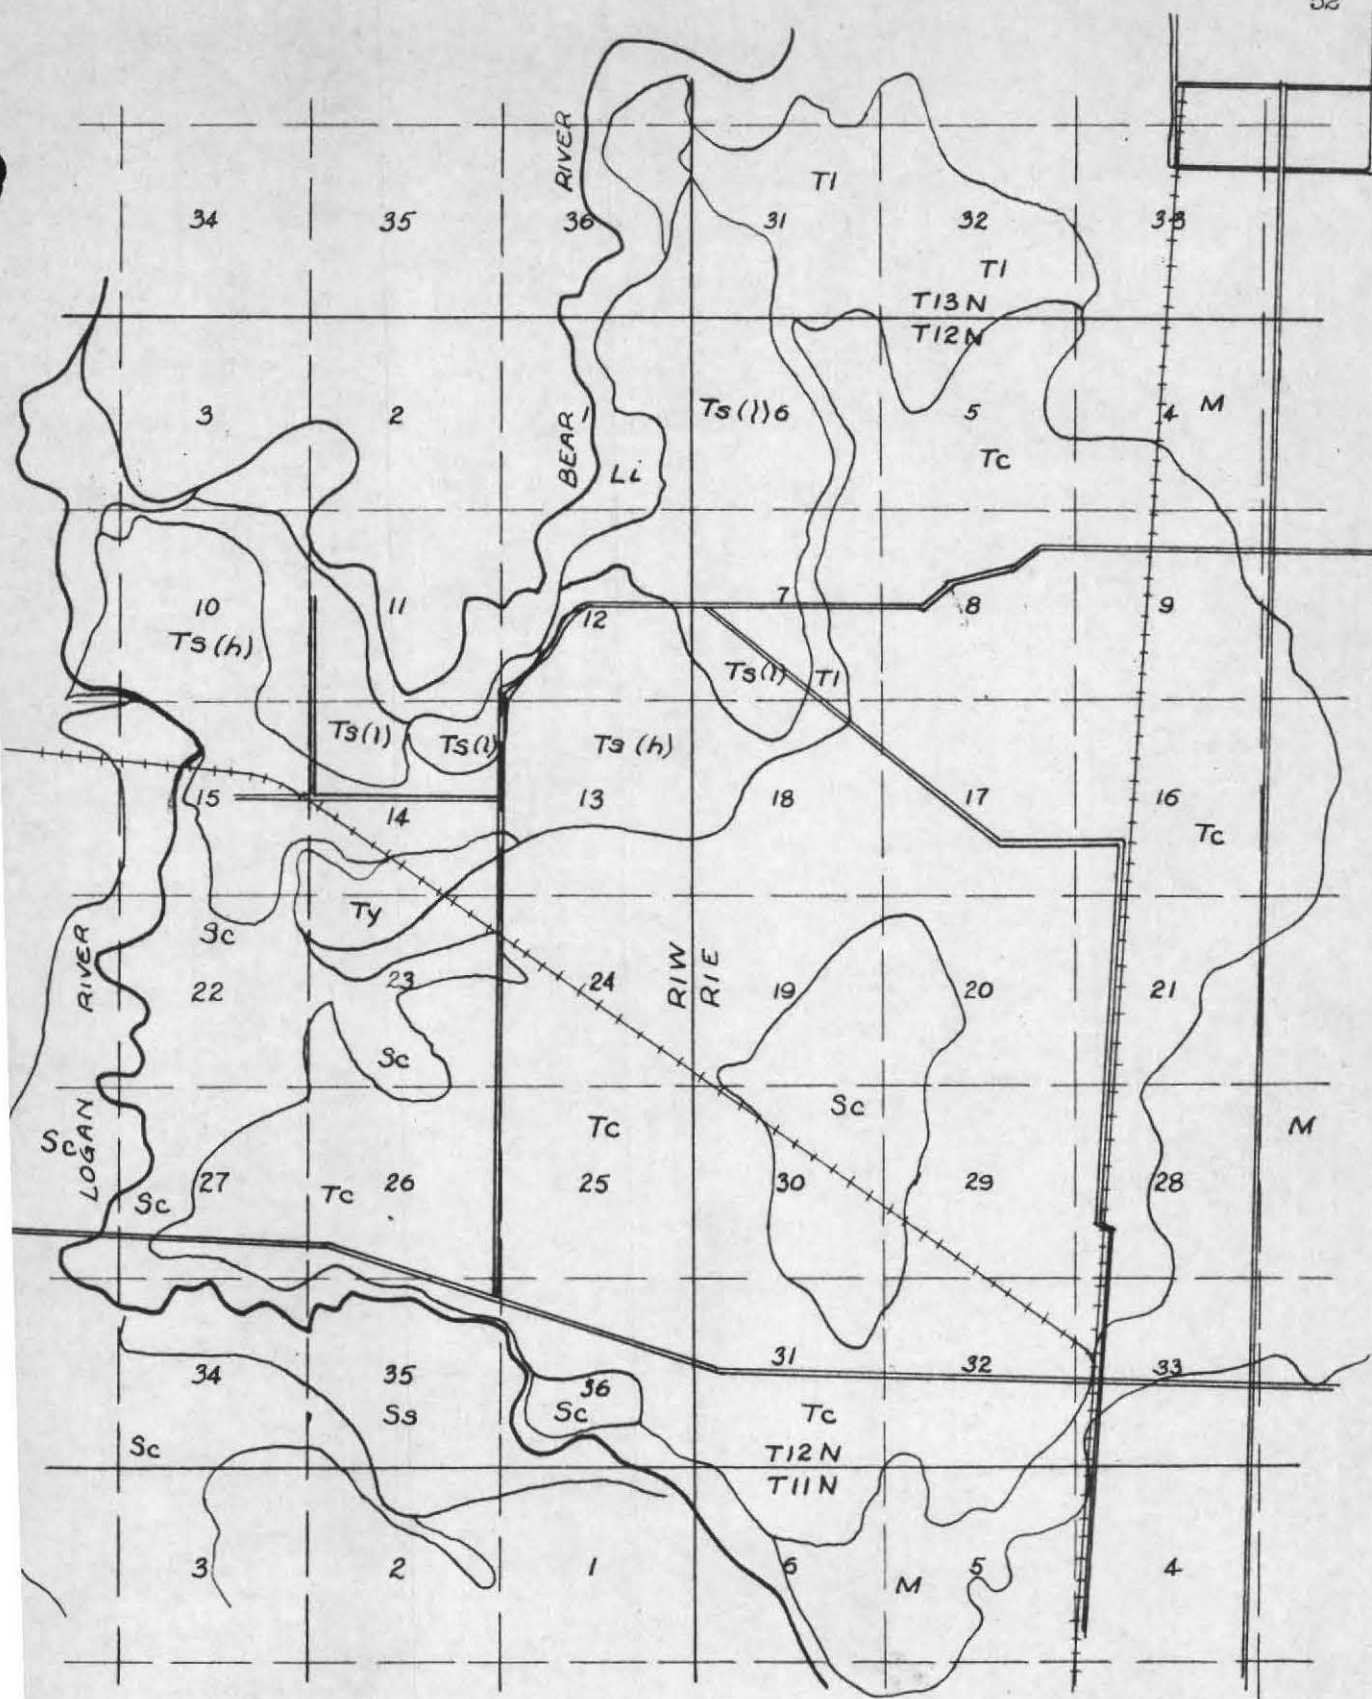 32
RIVER
Tl
34 35 36 31 32 33
Tl
T13N
T12N
3 2 BEAR 1 Ts(l) 6 5 4 M
Li Tc
10 11 12 7 8 9
Ts(h)
Ts(l) Tl
Ts(l) Ts(l) Ts(h)
15 14 13 18 17 16
Tc
Ty
Sc
RIVER R1W R1E
22 23 24 19 20 21
Sc
Sc
Tc
M
Sc
LOGAN
27 26 25 30 29 28
Sc Tc
31 32 33
34 35 36
Ss Sc Tc
Sc
T12N
T11N
3 2 1 6 5 4
M